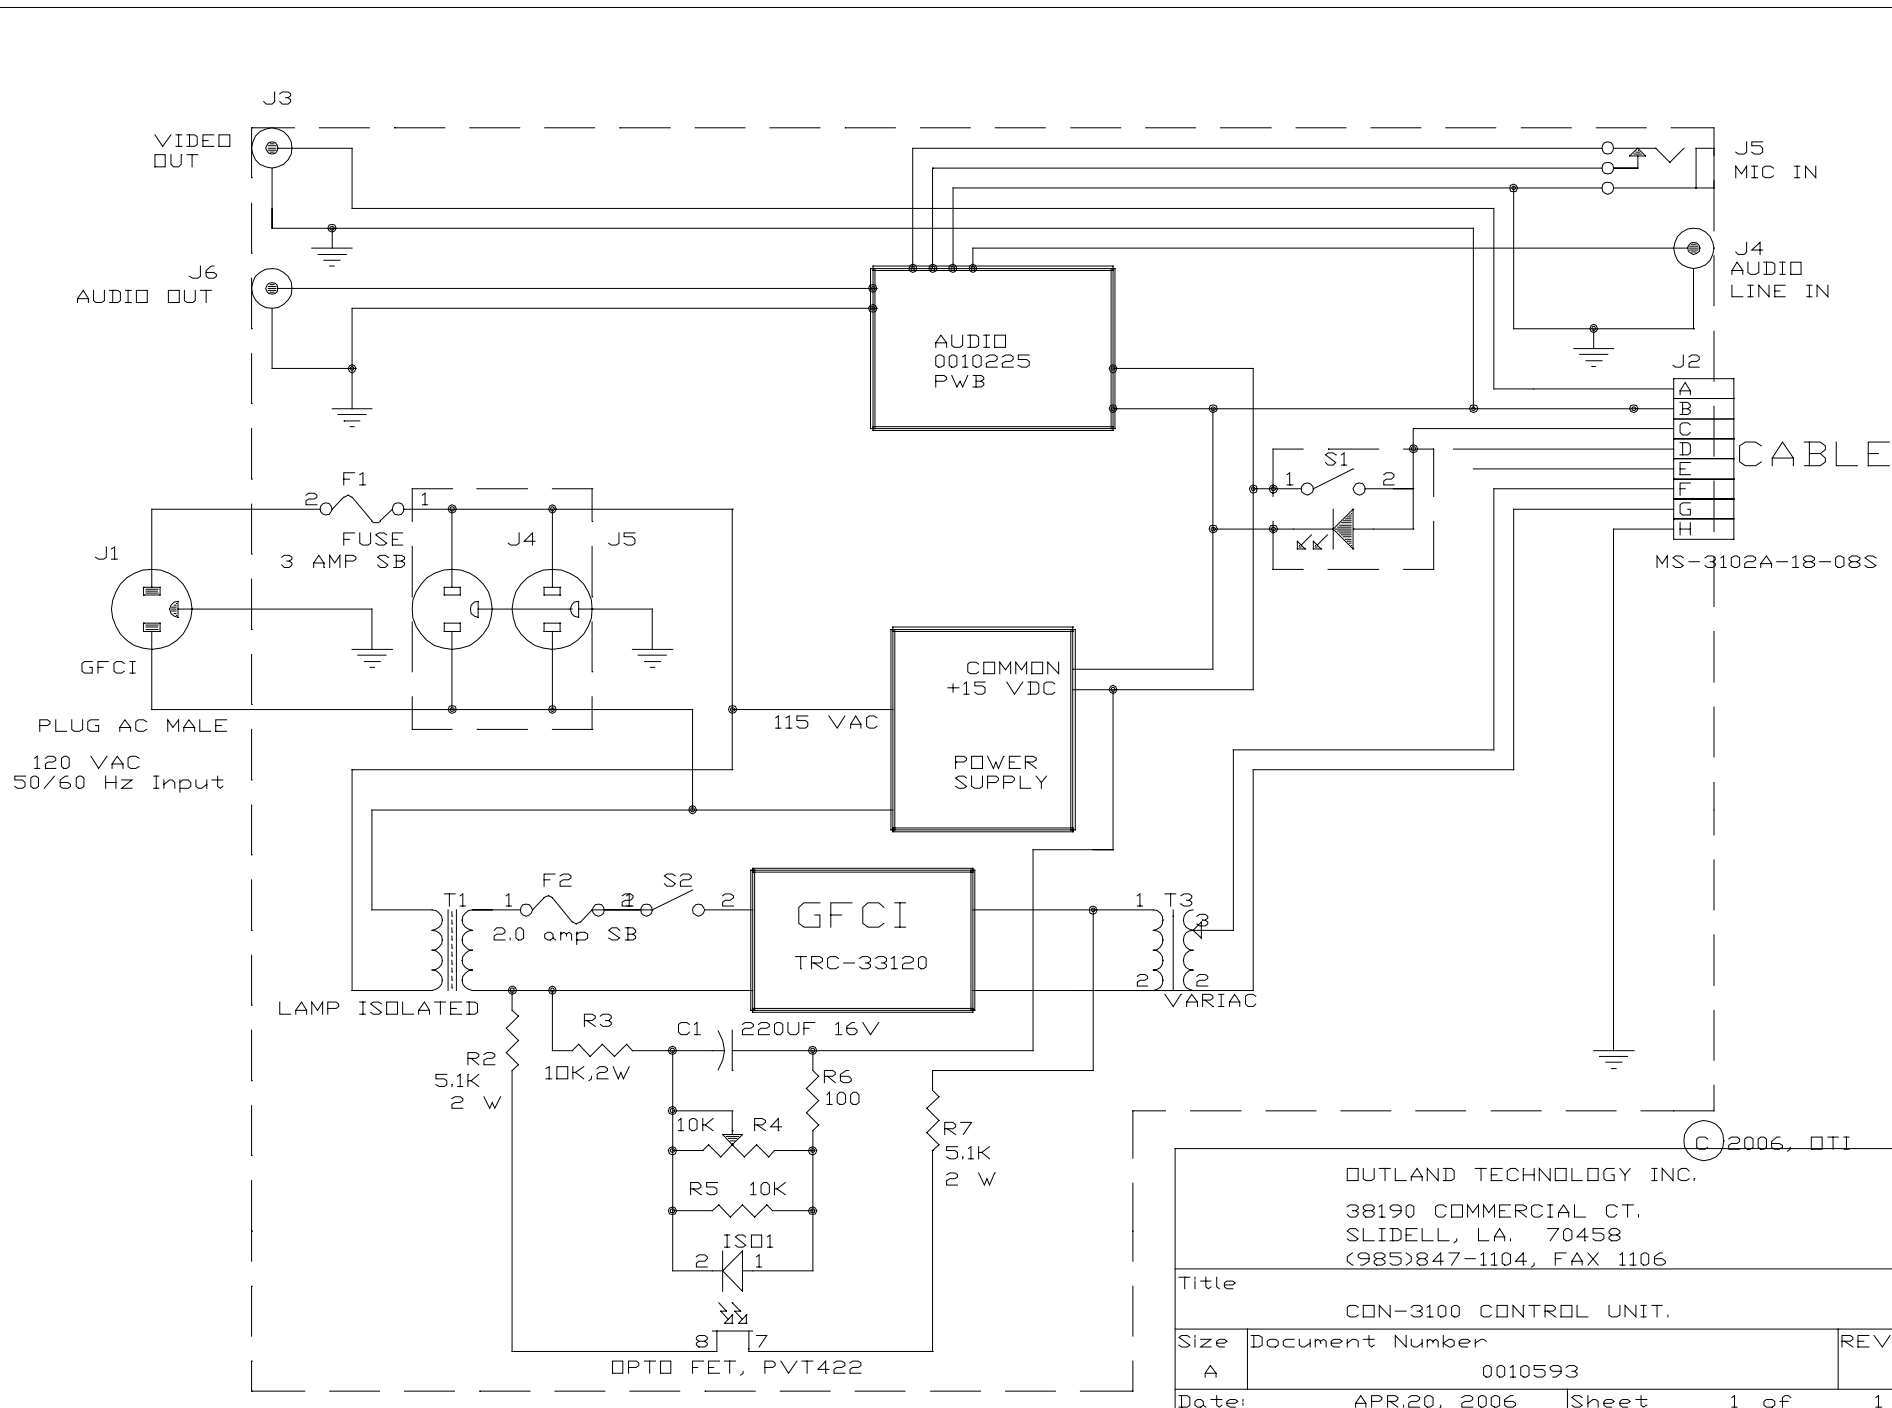 J3
VIDEO
OUT
J5
MIC IN
J6
AUDIO OUT
J4
AUDIO
LINE IN
AUDIO
0010225
PWB
J2
A
B
C
D
E
F
G
H
CABLE
MS-3102A-18-08S
S1
1
2
F1
2
1
FUSE
3 AMP SB
J4
J5
J1
GFCI
PLUG AC MALE
120 VAC
50/60 Hz Input
COMMON
+15 VDC
115 VAC
POWER
SUPPLY
T1
1
F2
2
1
S2
2
2.0 amp SB
LAMP ISOLATED
GFCI
TRC-33120
1
T3
3
2
2
VARIAC
R3
10K,2W
C1
220UF 16V
R2
5.1K
2 W
R6
100
10K
R4
R7
5.1K
2 W
R5
10K
ISO1
2
1
8
7
OPTO FET, PVT422
C 2006, OTI
OUTLAND TECHNOLOGY INC.
38190 COMMERCIAL CT.
SLIDELL, LA. 70458
(985)847-1104, FAX 1106
Title
CON-3100 CONTROL UNIT.
Size
Document Number
REV
A
0010593
Date:
APR.20, 2006
Sheet
1 of
1